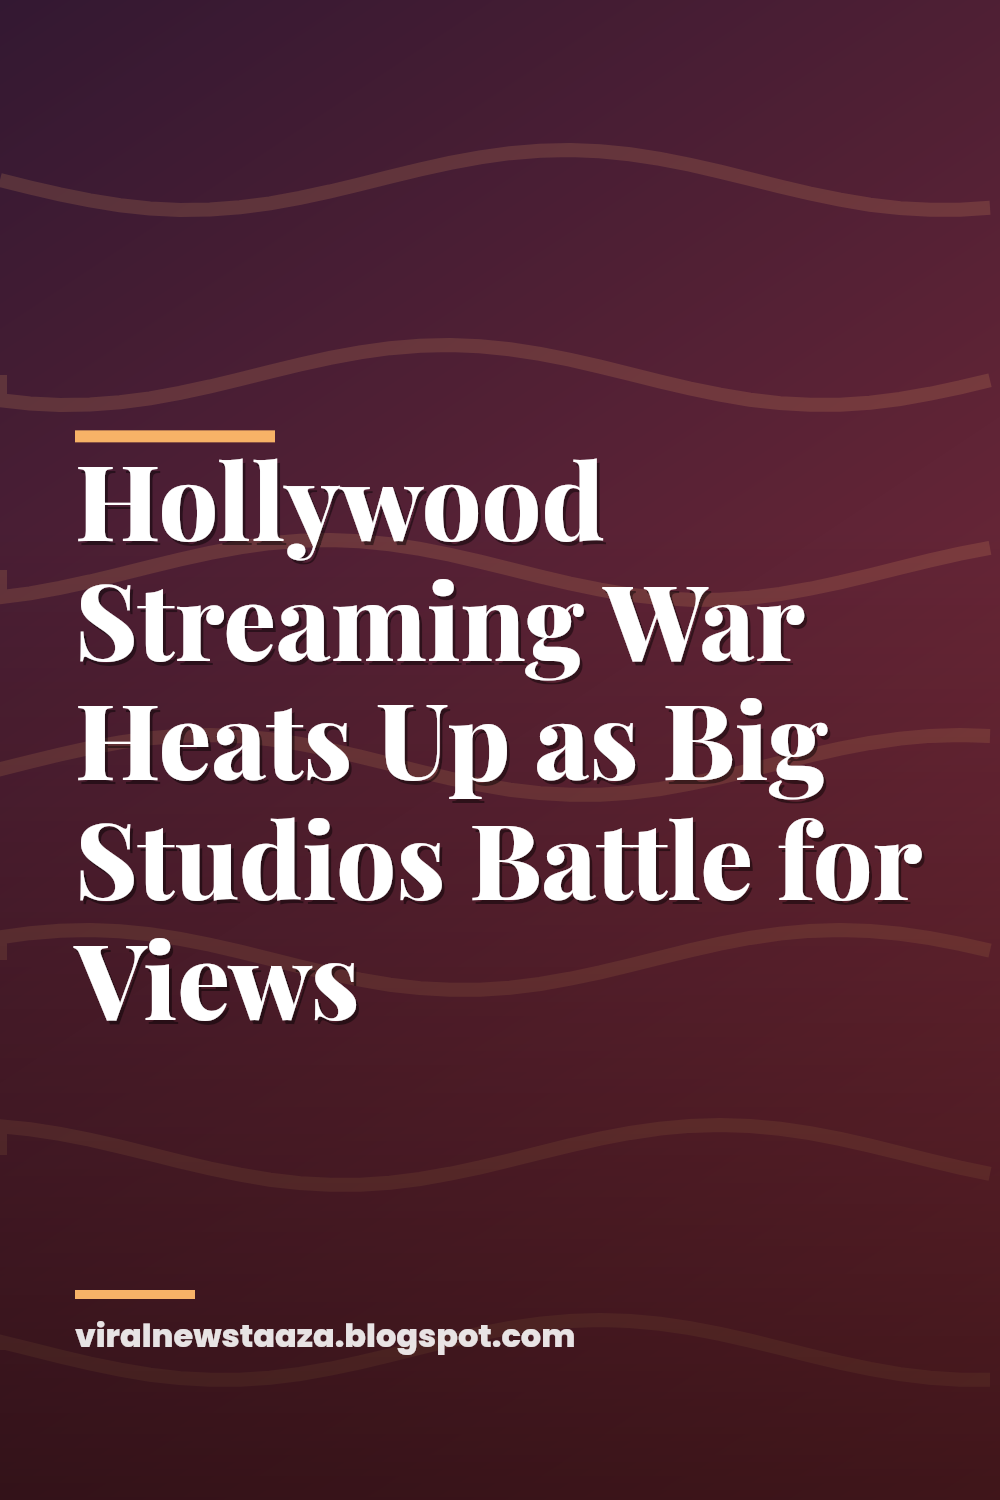 Hollywood
Streaming War
Heats Up as Big
Studios Battle for
Views
viralnewstaaza.blogspot.com